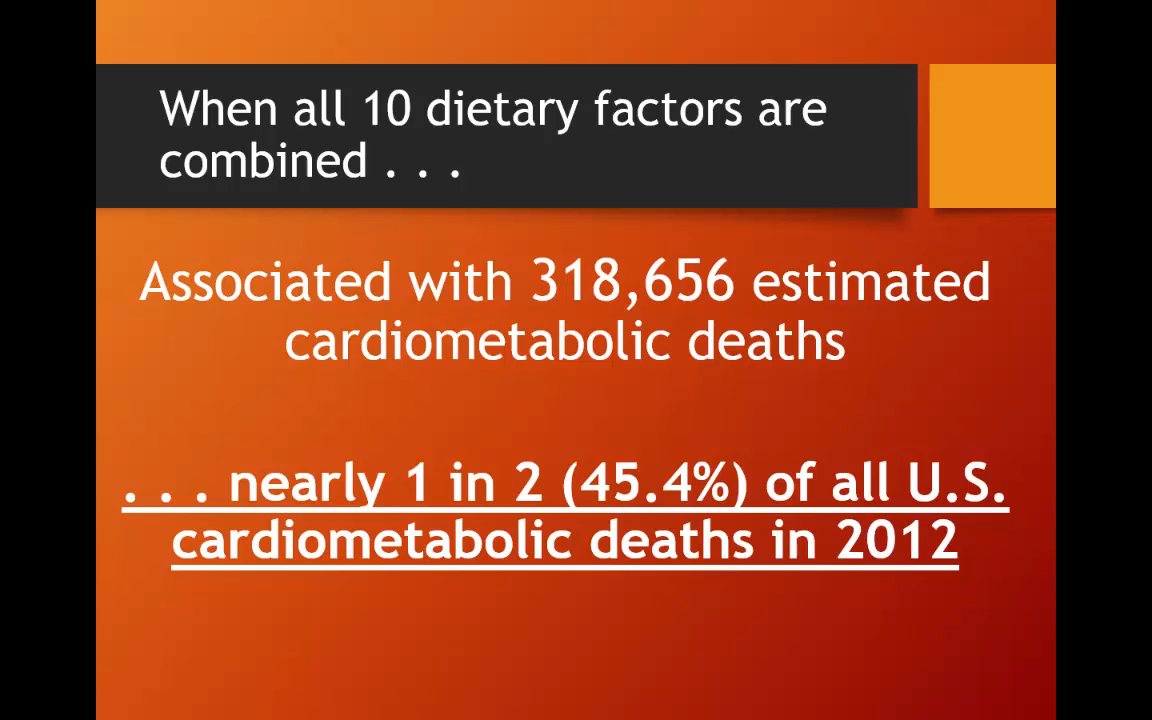 When all 10 dietary factors are
combined . . .
Associated with 318,656 estimated
cardiometabolic deaths
. . . nearly 1 in 2 (45.4%) of all U.S.
cardiometabolic deaths in 2012